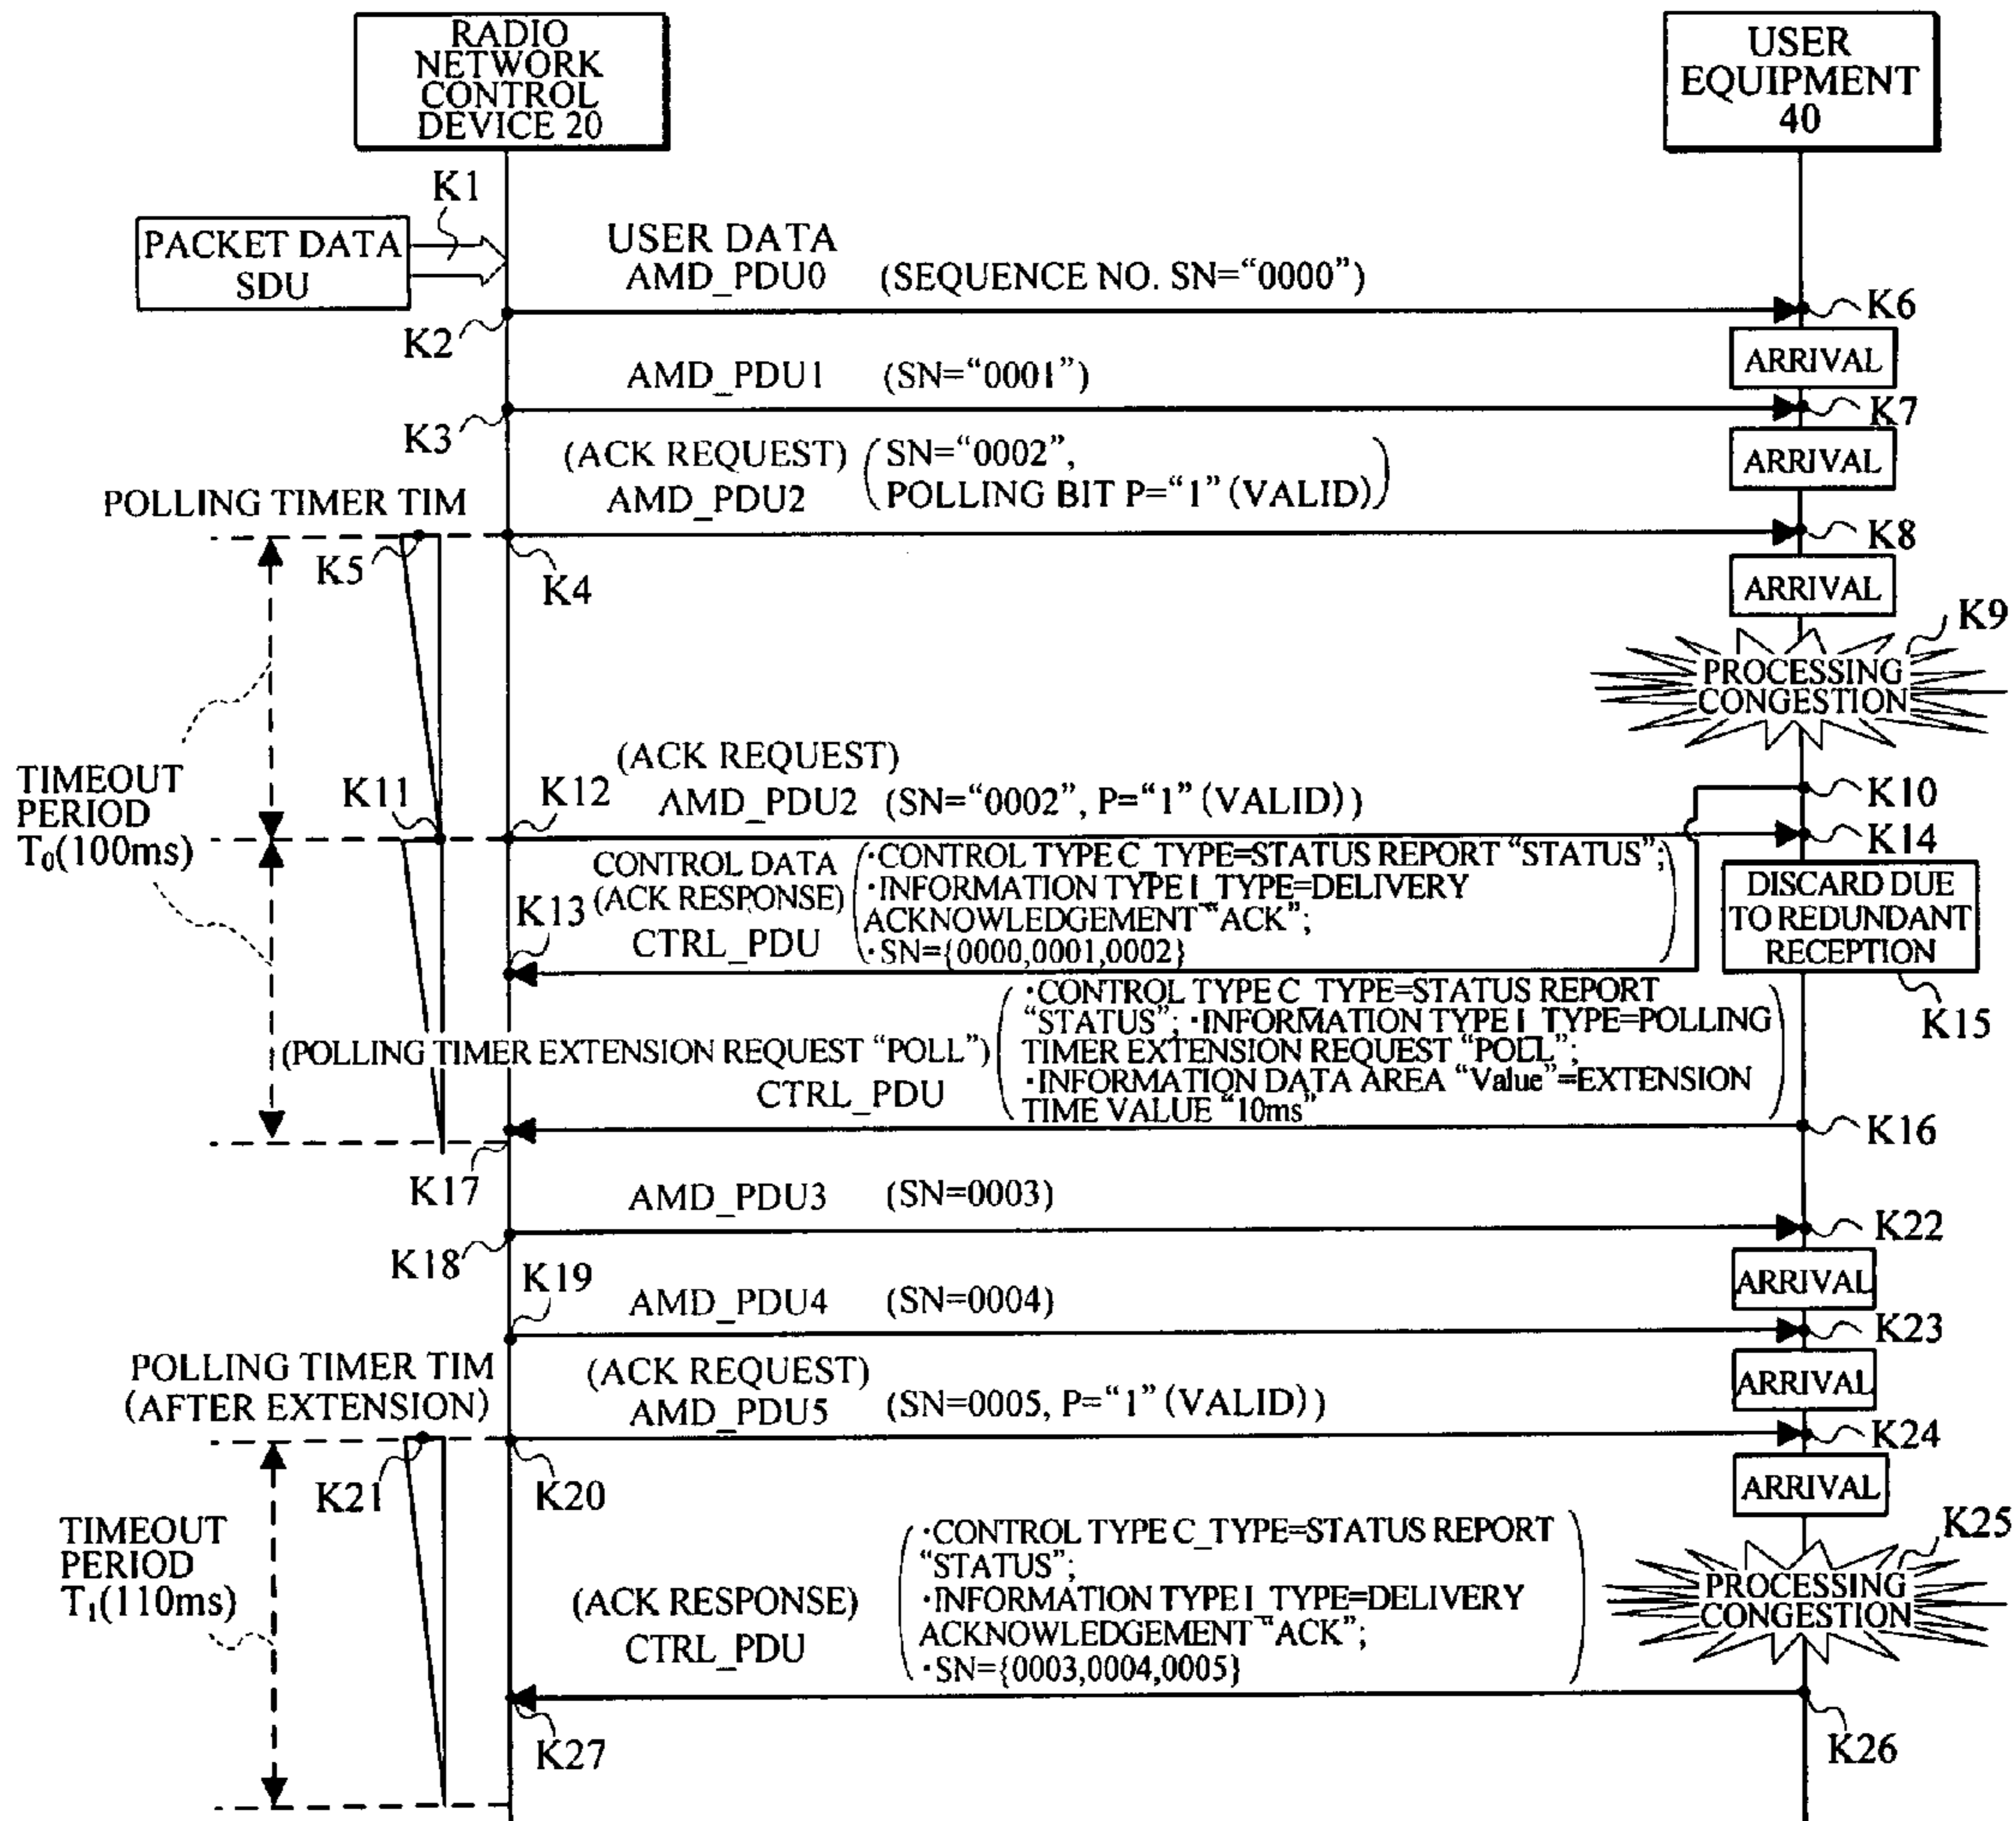 RADIO
NETWORK
CONTROL
DEVICE 20
USER
EQUIPMENT
40
K1
PACKET DATA
SDU
USER DATA
AMD_PDU0 (SEQUENCE NO. SN=“0000”)
K2
K6
ARRIVAL
AMD_PDU1 (SN=“0001”)
K3
K7
ARRIVAL
(ACK REQUEST)
AMD_PDU2
SN=“0002”,
POLLING BIT P=“1” (VALID)
POLLING TIMER TIM
K5
K4
K8
ARRIVAL
K9
PROCESSING
CONGESTION
TIMEOUT
PERIOD
T₀(100ms)
K11
K12
(ACK REQUEST)
AMD_PDU2 (SN=“0002”, P=“1” (VALID))
K10
K14
CONTROL DATA
(ACK RESPONSE)
CTRL_PDU
·CONTROL TYPE C_TYPE=STATUS REPORT “STATUS”;
·INFORMATION TYPE I_TYPE=DELIVERY
ACKNOWLEDGEMENT “ACK”;
·SN={0000,0001,0002}
K13
DISCARD DUE
TO REDUNDANT
RECEPTION
K15
(POLLING TIMER EXTENSION REQUEST “POLL”)
CTRL_PDU
·CONTROL TYPE C_TYPE=STATUS REPORT
“STATUS”; ·INFORMATION TYPE I_TYPE=POLLING
TIMER EXTENSION REQUEST “POLL”;
·INFORMATION DATA AREA “Value”=EXTENSION
TIME VALUE “10ms”
K16
K17
AMD_PDU3 (SN=0003)
K18
K22
ARRIVAL
K19
AMD_PDU4 (SN=0004)
K23
ARRIVAL
POLLING TIMER TIM
(AFTER EXTENSION)
(ACK REQUEST)
AMD_PDU5 (SN=0005, P=“1” (VALID))
K21
K20
K24
ARRIVAL
K25
PROCESSING
CONGESTION
TIMEOUT
PERIOD
T₁(110ms)
(ACK RESPONSE)
CTRL_PDU
·CONTROL TYPE C_TYPE=STATUS REPORT
“STATUS”;
·INFORMATION TYPE I_TYPE=DELIVERY
ACKNOWLEDGEMENT “ACK”;
·SN={0003,0004,0005}
K27
K26